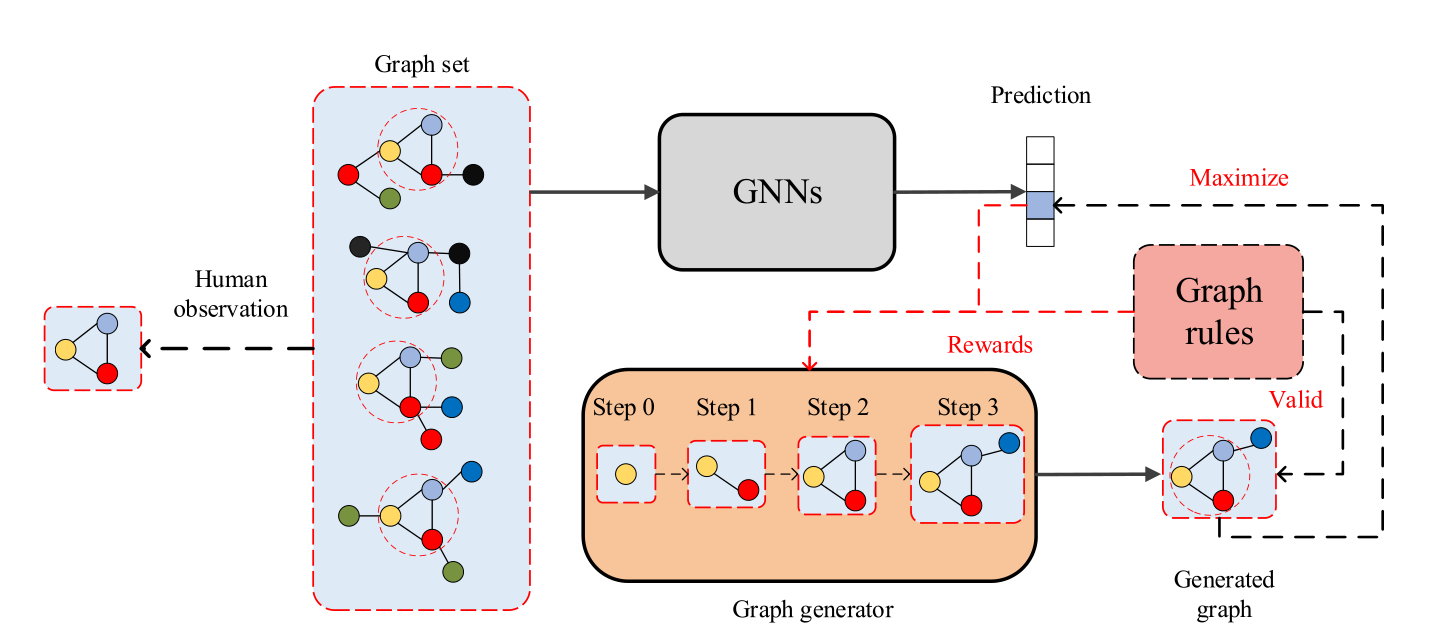 Graph set
Prediction
GNNs
Maximize
Human
observation
Graph
rules
Rewards
Valid
Step 0
Step 1
Step 2
Step 3
Graph generator
Generated
graph